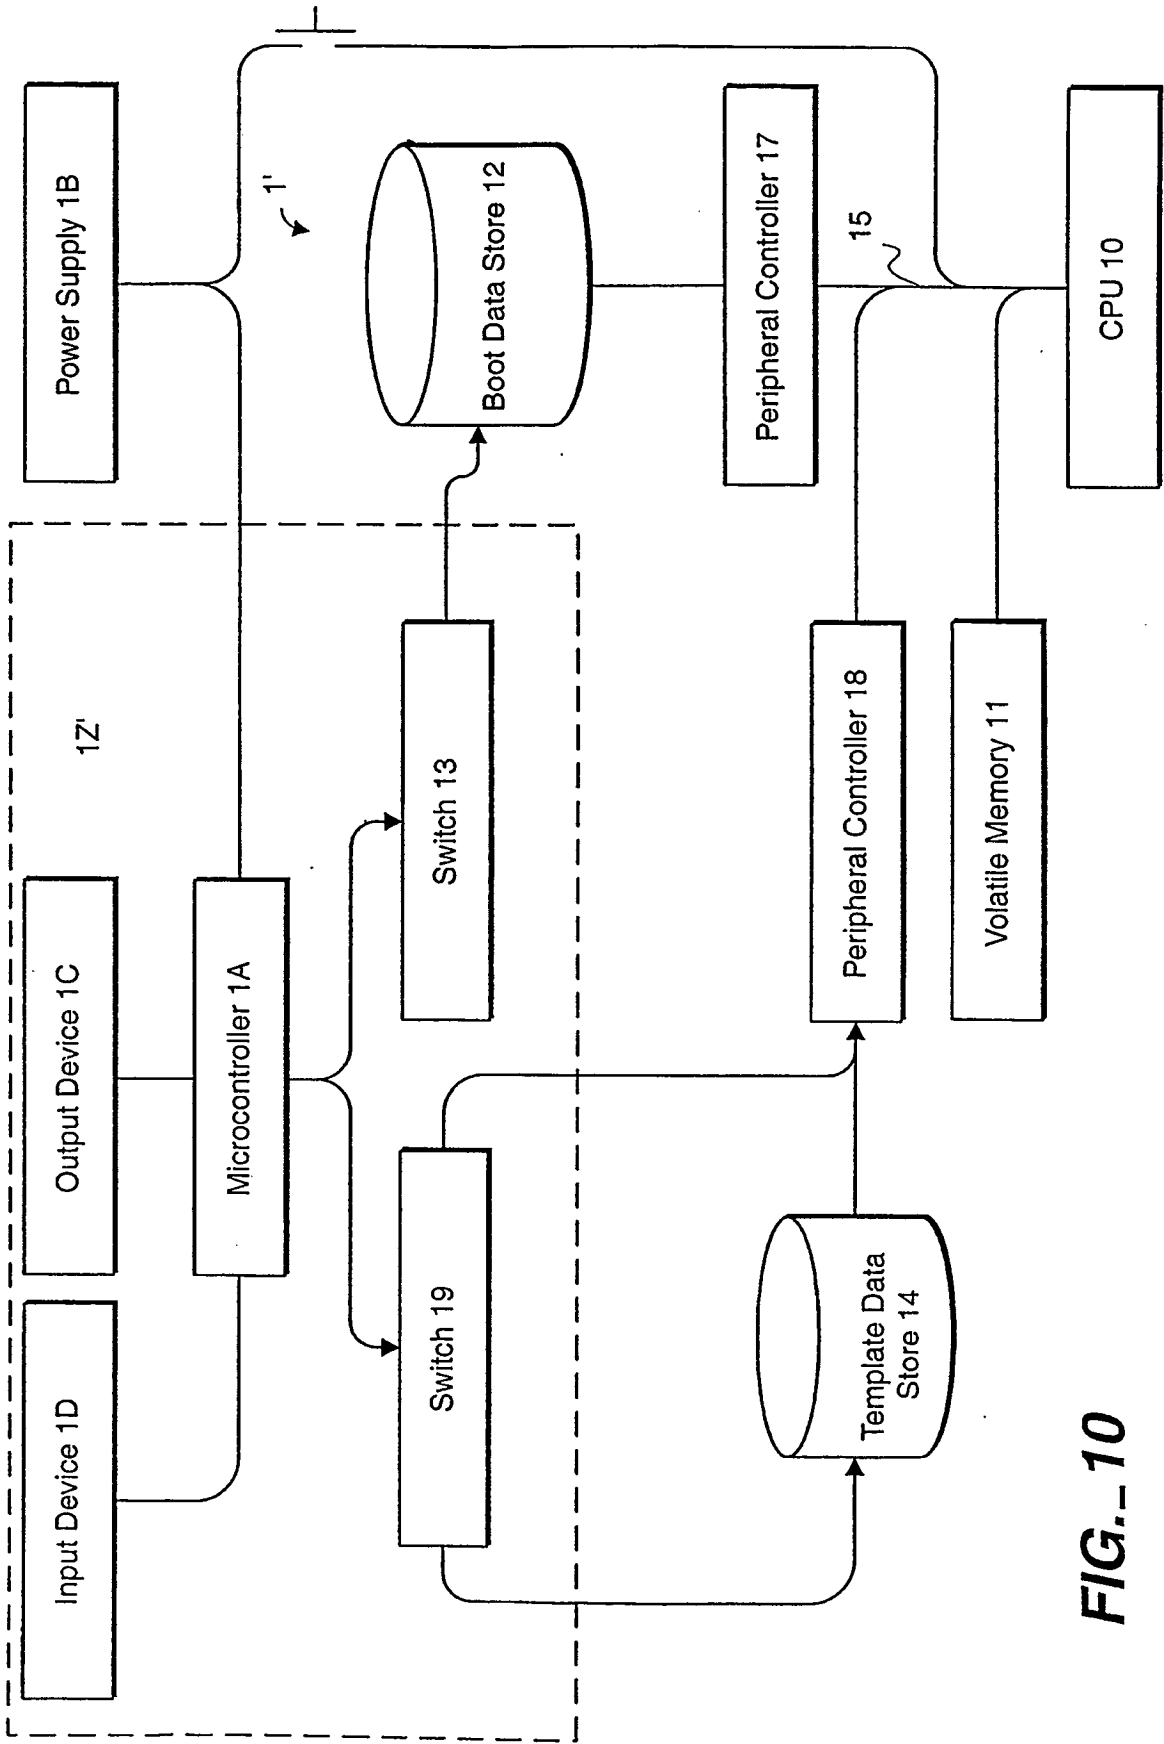 Input Device 1D
Output Device 1C
Power Supply 1B
1Z'
Microcontroller 1A
1'
Switch 19
Switch 13
Boot Data Store 12
Template Data
Store 14
Peripheral Controller 18
Peripheral Controller 17
15
Volatile Memory 11
CPU 10
FIG._10